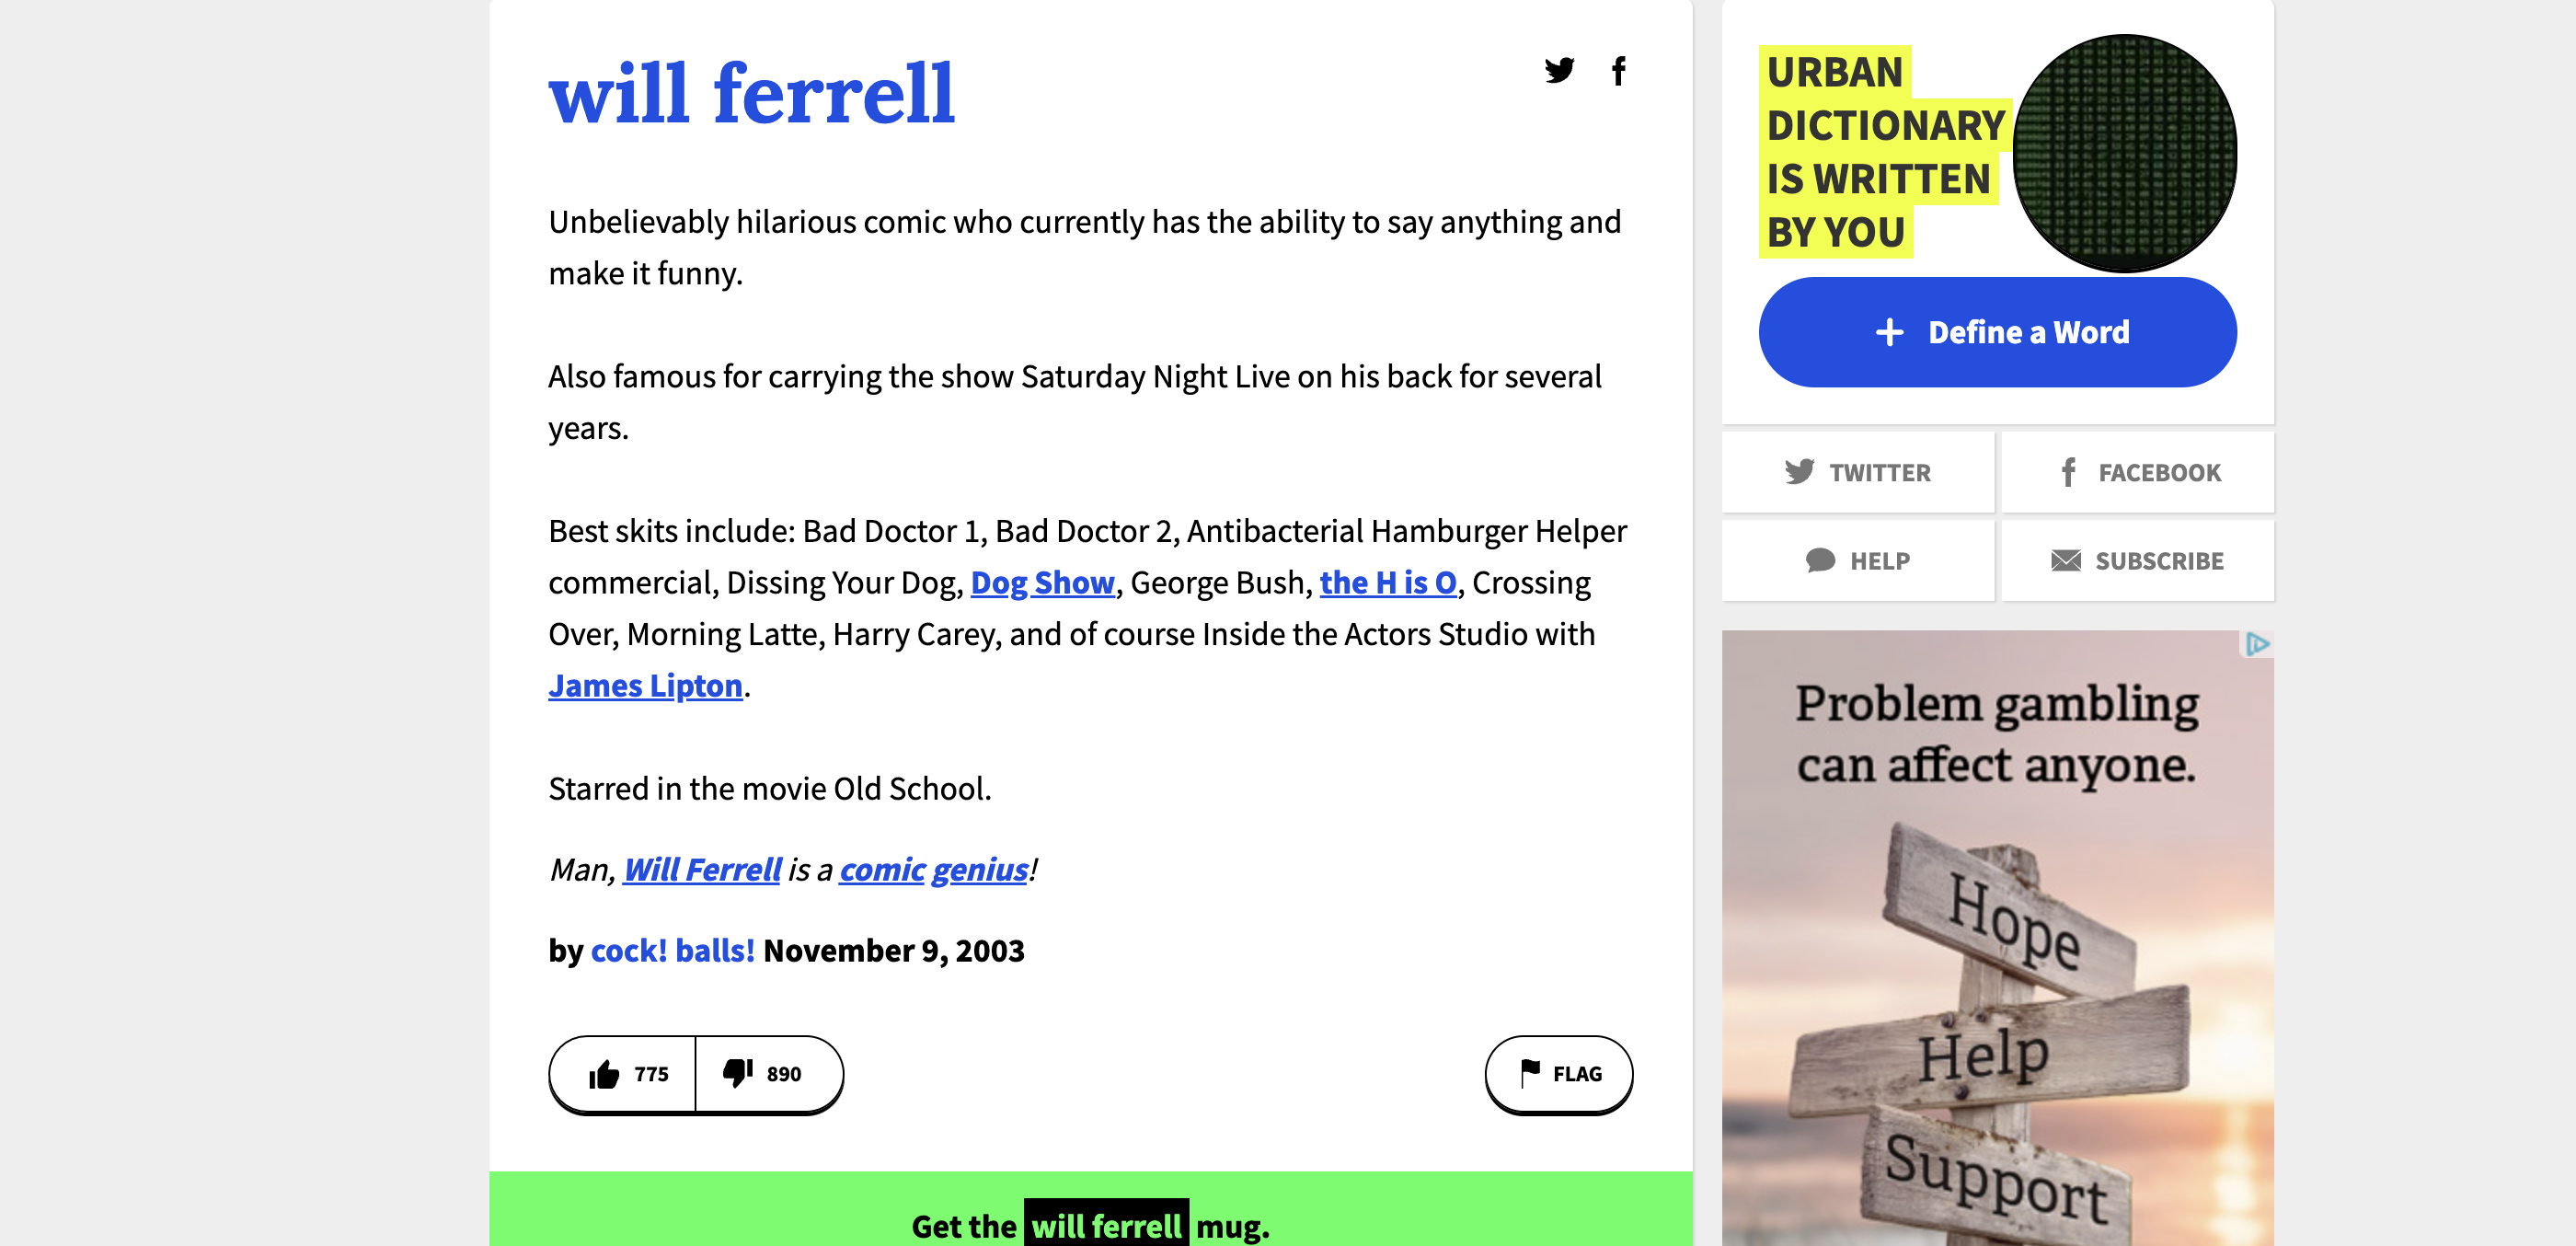 will ferrell
Unbelievably hilarious comic who currently has the ability to say anything and
make it funny.
Also famous for carrying the show Saturday Night Live on his back for several
years.
Best skits include: Bad Doctor 1, Bad Doctor 2, Antibacterial Hamburger Helper
commercial, Dissing Your Dog, Dog Show, George Bush, the H is O, Crossing
Over, Morning Latte, Harry Carey, and of course Inside the Actors Studio with
James Lipton.
Starred in the movie Old School.
Man, Will Ferrell is a comic genius!
by cock! balls! November 9, 2003
775 890 FLAG
Get the will ferrell mug.
URBAN
DICTIONARY
IS WRITTEN
BY YOU
+ Define a Word
TWITTER FACEBOOK
HELP SUBSCRIBE
Problem gambling
can affect anyone.
Hope
Help
Support